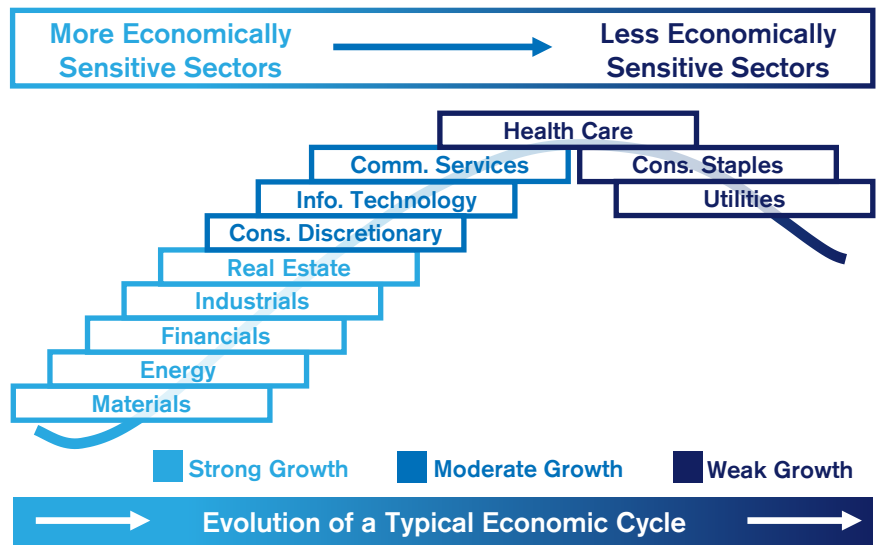 More Economically
Sensitive Sectors
Less Economically
Sensitive Sectors
Health Care
Comm. Services
Cons. Staples
Info. Technology
Utilities
Cons. Discretionary
Real Estate
Industrials
Financials
Energy
Materials
Strong Growth
Moderate Growth
Weak Growth
Evolution of a Typical Economic Cycle